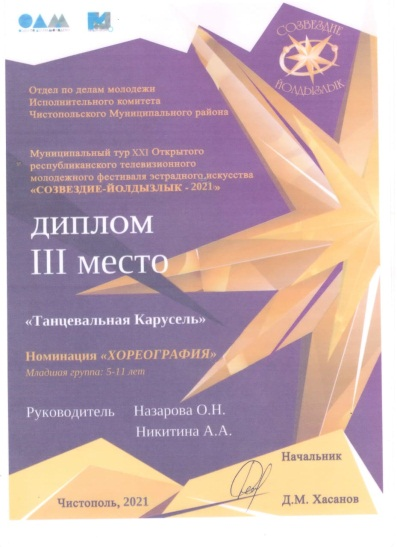 ОДМ
СОЗВЕЗДИЕ
ЙОЛДЫЗЛЫК
Отдел по делам молодежи
Исполнительного комитета
Чистопольского Муниципального района
Муниципальный тур XXI Открытого
республиканского телевизионного
молодежного фестиваля эстрадного искусства
«СОЗВЕЗДИЕ-ЙОЛДЫЗЛЫК - 2021»
диплом
III место
«Танцевальная Карусель»
Номинация «ХОРЕОГРАФИЯ»
Младшая группа: 5-11 лет
Руководитель Назарова О.Н.
Никитина А.А.
Начальник
Чистополь, 2021
Д.М. Хасанов